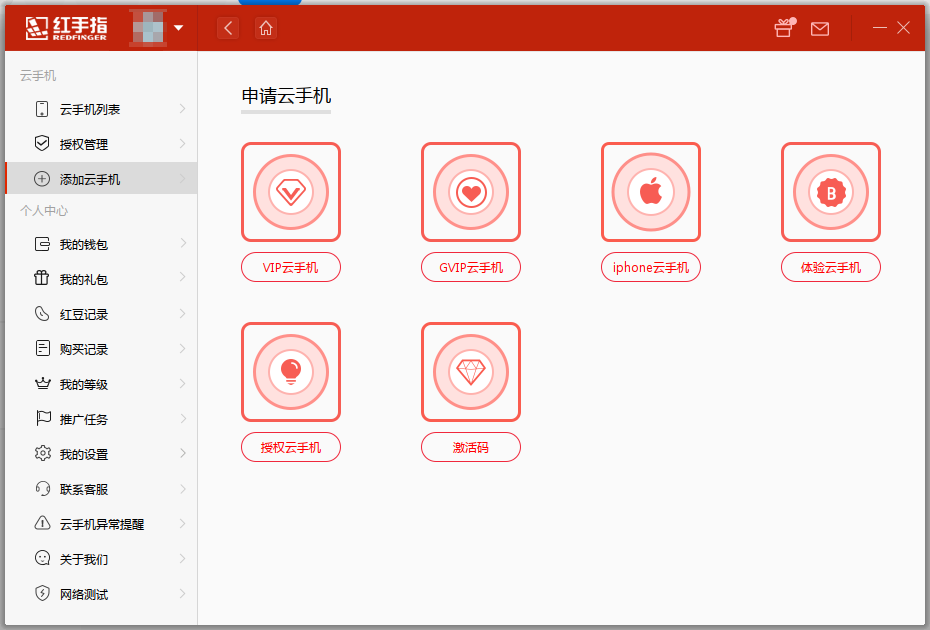 红手指
REDFINGER
云手机
云手机列表
授权管理
添加云手机
个人中心
我的钱包
我的礼包
红豆记录
购买记录
我的等级
推广任务
我的设置
联系客服
云手机异常提醒
关于我们
网络测试
申请云手机
VIP云手机
GVIP云手机
iphone云手机
B
体验云手机
授权云手机
激活码